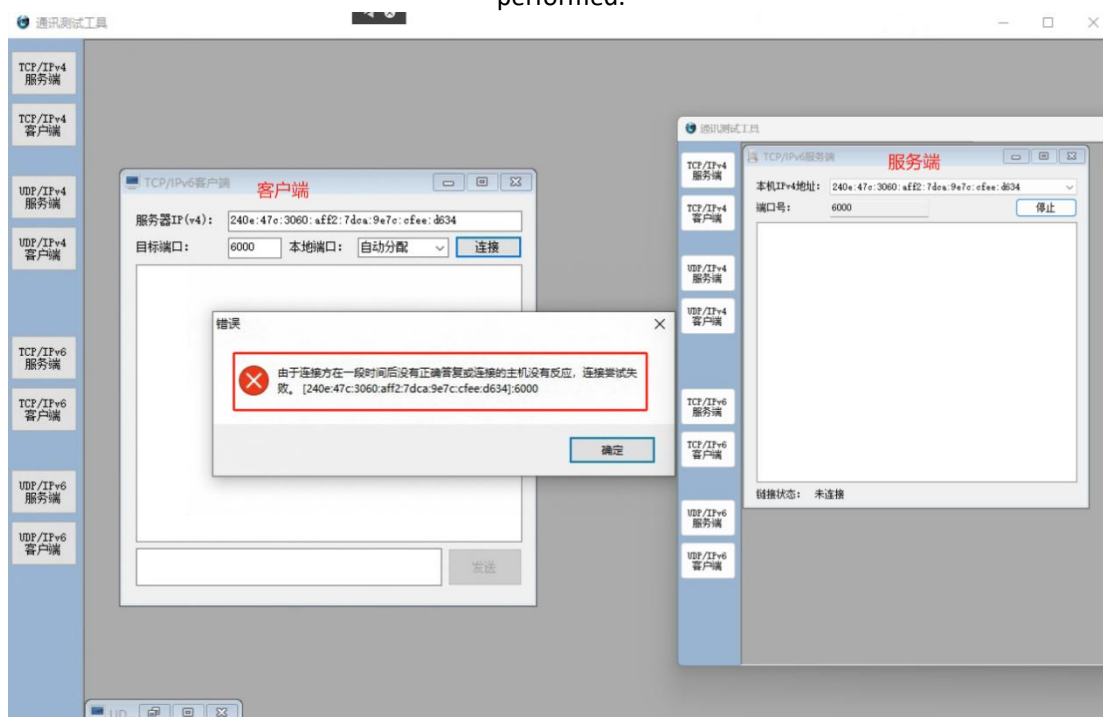 performed.
通讯测试工具
TCP/IPv4
服务端
TCP/IPv4
客户端
UDP/IPv4
服务端
UDP/IPv4
客户端
TCP/IPv6
服务端
TCP/IPv6
客户端
UDP/IPv6
服务端
UDP/IPv6
客户端
TCP/IPv6客户端
客户端
服务器IP(v4): 240e:47c:3060:aff2:7dca:9e7c:cfee:d634
目标端口: 6000 本地端口: 自动分配 连接
错误
由于连接方在一段时间后没有正确答复或连接的主机没有反应，连接尝试失
败。 [240e:47c:3060:aff2:7dca:9e7c:cfee:d634]:6000
确定
发送
通讯测试工具
TCP/IPv4
服务端
TCP/IPv4
客户端
UDP/IPv4
服务端
UDP/IPv4
客户端
TCP/IPv6
服务端
TCP/IPv6
客户端
UDP/IPv6
服务端
UDP/IPv6
客户端
TCP/IPv6服务端
服务端
本机IPv4地址: 240e:47c:3060:aff2:7dca:9e7c:cfee:d634
端口号: 6000 停止
链接状态: 未连接
UD